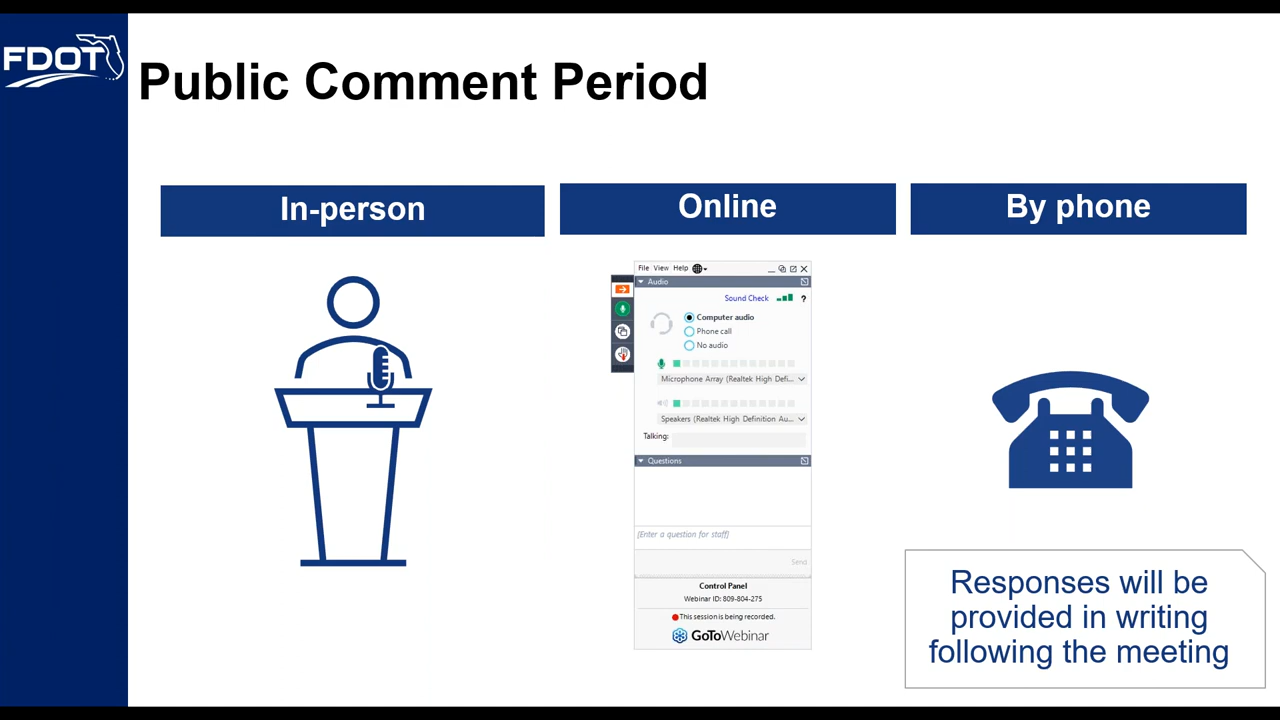 FDOT
Public Comment Period
In-person
Online
By phone
File View Help
Audio
Sound Check
?
Computer audio
Phone call
No audio
Microphone Array (Realtek High Defi...
Speakers (Realtek High Definition Au...
Talking:
Questions
[Enter a question for staff]
Send
Control Panel
Webinar ID: 809-804-275
This session is being recorded.
GoToWebinar
Responses will be
provided in writing
following the meeting